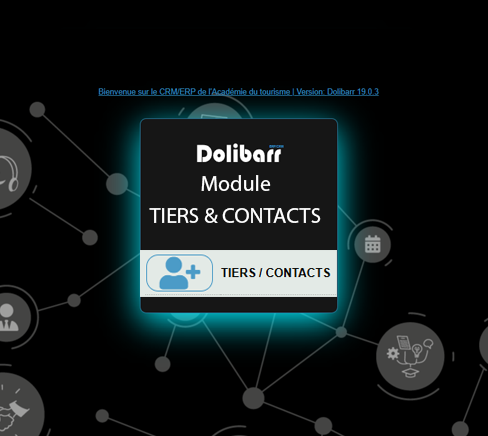 Bienvenue sur le CRM/ERP de l'Académie du tourisme | Version: Dolibarr 19.0.3
Dolibarr
Module
TIERS & CONTACTS
TIERS / CONTACTS